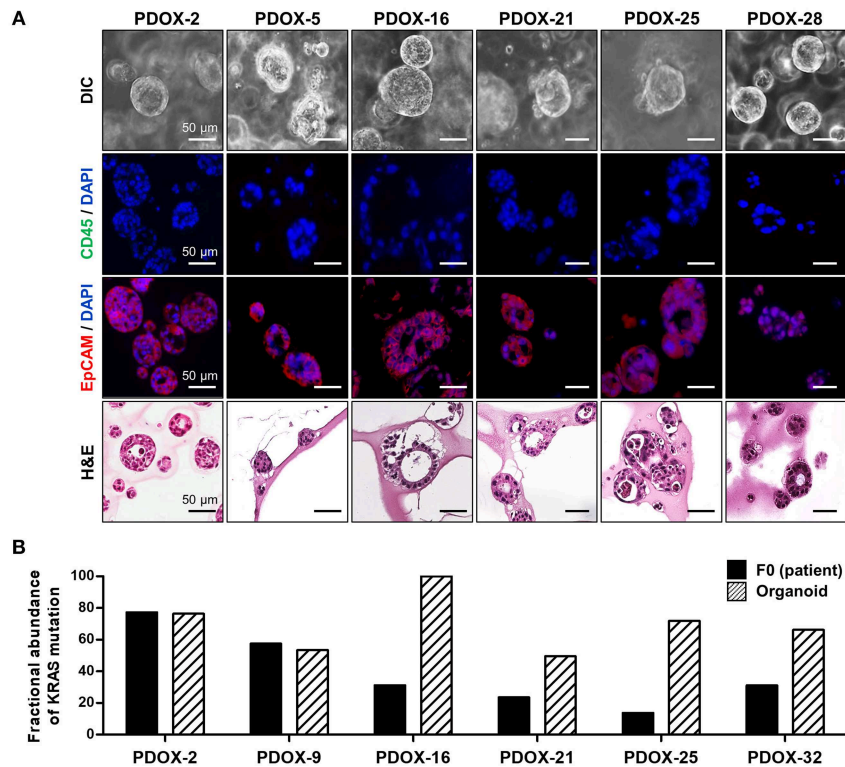 A
PDOX-2 PDOX-5 PDOX-16 PDOX-21 PDOX-25 PDOX-28
DIC
50 µm
CD45 / DAPI
50 µm
EpCAM / DAPI
50 µm
H&E
50 µm
B
Fractional abundance
of KRAS mutation
100
80
60
40
20
0
F0 (patient)
Organoid
PDOX-2 PDOX-9 PDOX-16 PDOX-21 PDOX-25 PDOX-32